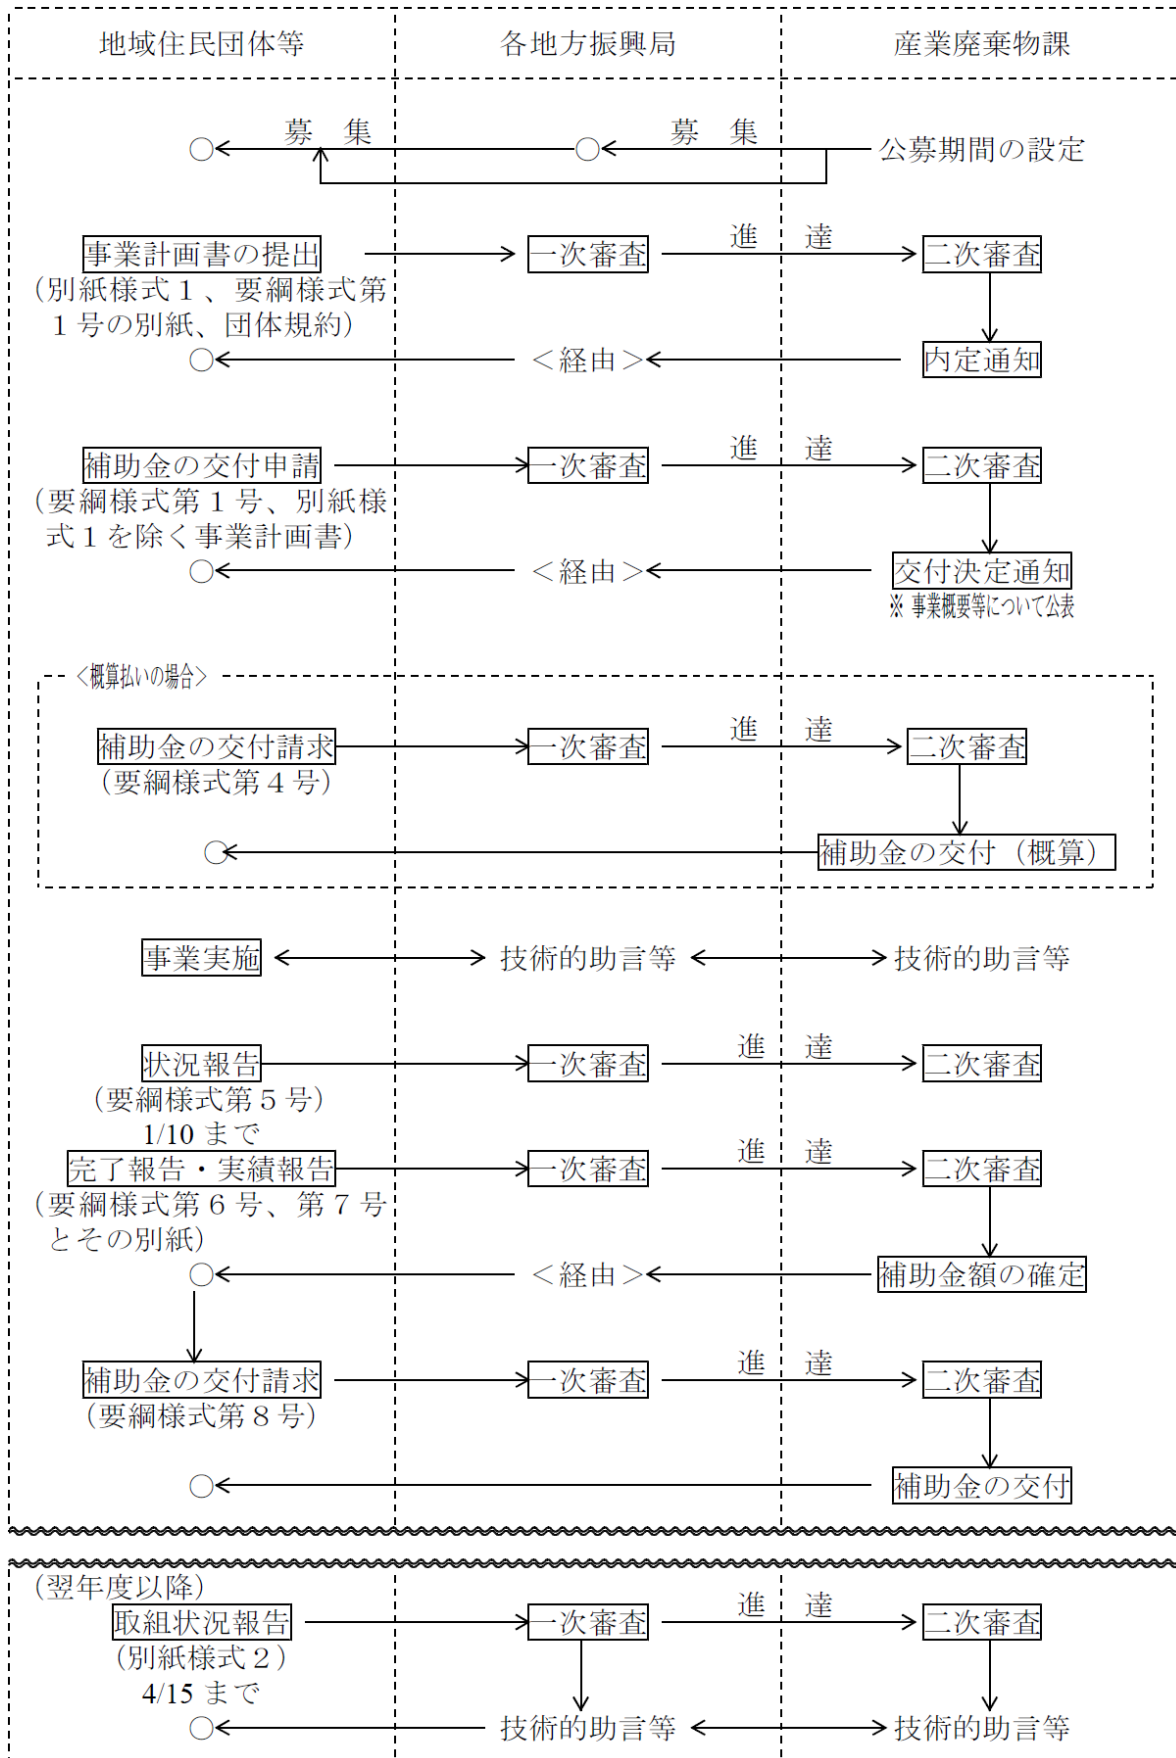 地域住民団体等 各地方振興局 産業廃棄物課
募 集 募 集
○ ○ 公募期間の設定
事業計画書の提出 一次審査 進 達 二次審査
（別紙様式１、要綱様式第
１号の別紙、団体規約）
○ ＜経由＞ 内定通知
補助金の交付申請 一次審査 進 達 二次審査
（要綱様式第１号、別紙様
式１を除く事業計画書）
○ ＜経由＞ 交付決定通知
※ 事業概要等について公表
＜概算払いの場合＞
補助金の交付請求 一次審査 進 達 二次審査
（要綱様式第４号）
○ 補助金の交付（概算）
事業実施 技術的助言等 技術的助言等
状況報告 一次審査 進 達 二次審査
（要綱様式第５号）
1/10 まで
完了報告・実績報告 一次審査 進 達 二次審査
（要綱様式第６号、第７号
とその別紙）
○ ＜経由＞ 補助金額の確定
補助金の交付請求 一次審査 進 達 二次審査
（要綱様式第８号）
○ 補助金の交付
（翌年度以降）
取組状況報告 一次審査 進 達 二次審査
（別紙様式２）
4/15 まで
○ 技術的助言等 技術的助言等